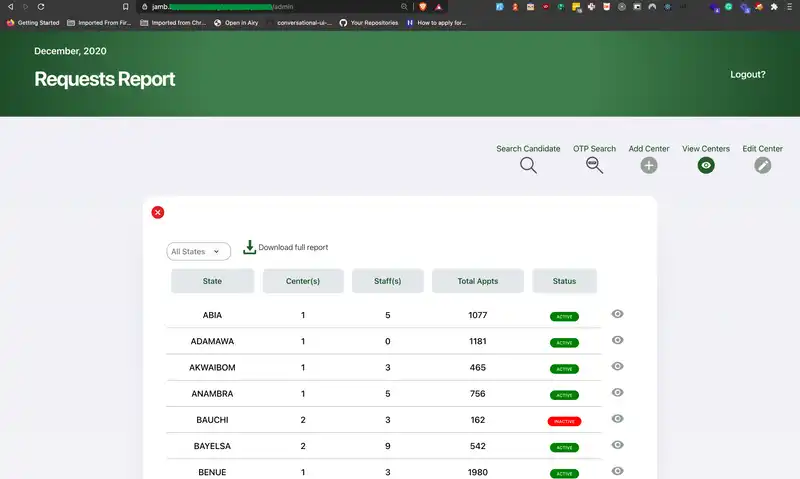 jamb. /admin
Getting Started Imported From Fir... Imported from Chr... Open in Airy conversational-ui-... Your Repositories How to apply for...
December, 2020
Requests Report
Logout?
Search Candidate OTP Search Add Center View Centers Edit Center
All States Download full report
State Center(s) Staff(s) Total Appts Status
ABIA 1 5 1077 ACTIVE
ADAMAWA 1 0 1181 ACTIVE
AKWAIBOM 1 3 465 ACTIVE
ANAMBRA 1 5 756 ACTIVE
BAUCHI 2 3 162 INACTIVE
BAYELSA 2 9 542 ACTIVE
BENUE 1 3 1980 ACTIVE